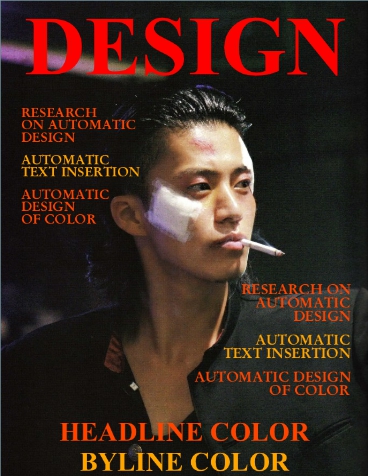 DESIGN
RESEARCH
ON AUTOMATIC
DESIGN
AUTOMATIC
TEXT INSERTION
AUTOMATIC
DESIGN
OF COLOR
RESEARCH ON
AUTOMATIC
DESIGN
AUTOMATIC
TEXT INSERTION
AUTOMATIC DESIGN
OF COLOR
HEADLINE COLOR
BYLINE COLOR